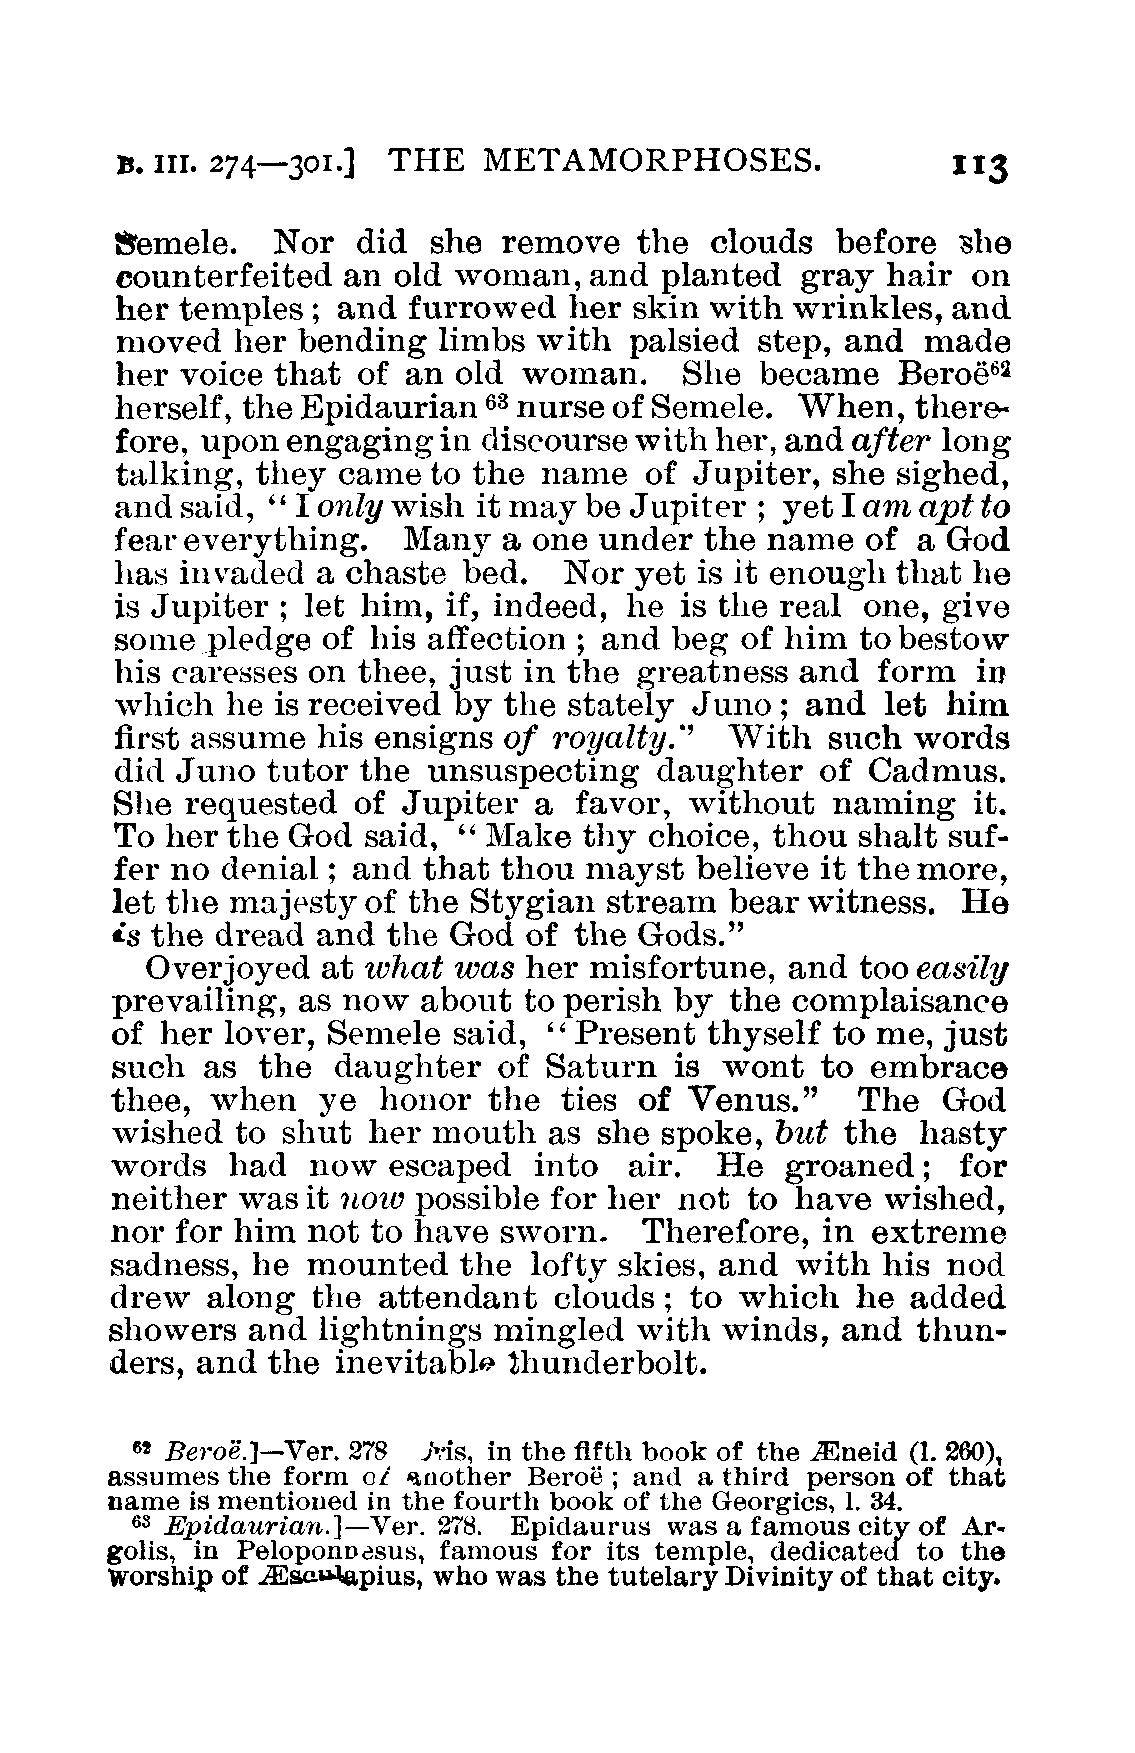 B. III. 274—301.] THE METAMORPHOSES. 113
Semele. Nor did she remove the clouds before she
counterfeited an old woman, and planted gray hair on
her temples; and furrowed her skin with wrinkles, and
moved her bending limbs with palsied step, and made
her voice that of an old woman. She became Beroë⁶²
herself, the Epidaurian ⁶³ nurse of Semele. When, there-
fore, upon engaging in discourse with her, and after long
talking, they came to the name of Jupiter, she sighed,
and said, “ I only wish it may be Jupiter ; yet I am apt to
fear everything. Many a one under the name of a God
has invaded a chaste bed. Nor yet is it enough that he
is Jupiter ; let him, if, indeed, he is the real one, give
some pledge of his affection ; and beg of him to bestow
his caresses on thee, just in the greatness and form in
which he is received by the stately Juno ; and let him
first assume his ensigns of royalty.” With such words
did Juno tutor the unsuspecting daughter of Cadmus.
She requested of Jupiter a favor, without naming it.
To her the God said, “ Make thy choice, thou shalt suf-
fer no denial ; and that thou mayst believe it the more,
let the majesty of the Stygian stream bear witness. He
is the dread and the God of the Gods.”
Overjoyed at what was her misfortune, and too easily
prevailing, as now about to perish by the complaisance
of her lover, Semele said, “ Present thyself to me, just
such as the daughter of Saturn is wont to embrace
thee, when ye honor the ties of Venus.” The God
wished to shut her mouth as she spoke, but the hasty
words had now escaped into air. He groaned ; for
neither was it now possible for her not to have wished,
nor for him not to have sworn. Therefore, in extreme
sadness, he mounted the lofty skies, and with his nod
drew along the attendant clouds ; to which he added
showers and lightnings mingled with winds, and thun-
ders, and the inevitable thunderbolt.
⁶² Beroë.]—Ver. 278 Iris, in the fifth book of the Æneid (l. 260),
assumes the form of another Beroë ; and a third person of that
name is mentioned in the fourth book of the Georgics, l. 34.
⁶³ Epidaurian.]—Ver. 278. Epidaurus was a famous city of Ar-
golis, in Peloponnesus, famous for its temple, dedicated to the
worship of Æsculapius, who was the tutelary Divinity of that city.